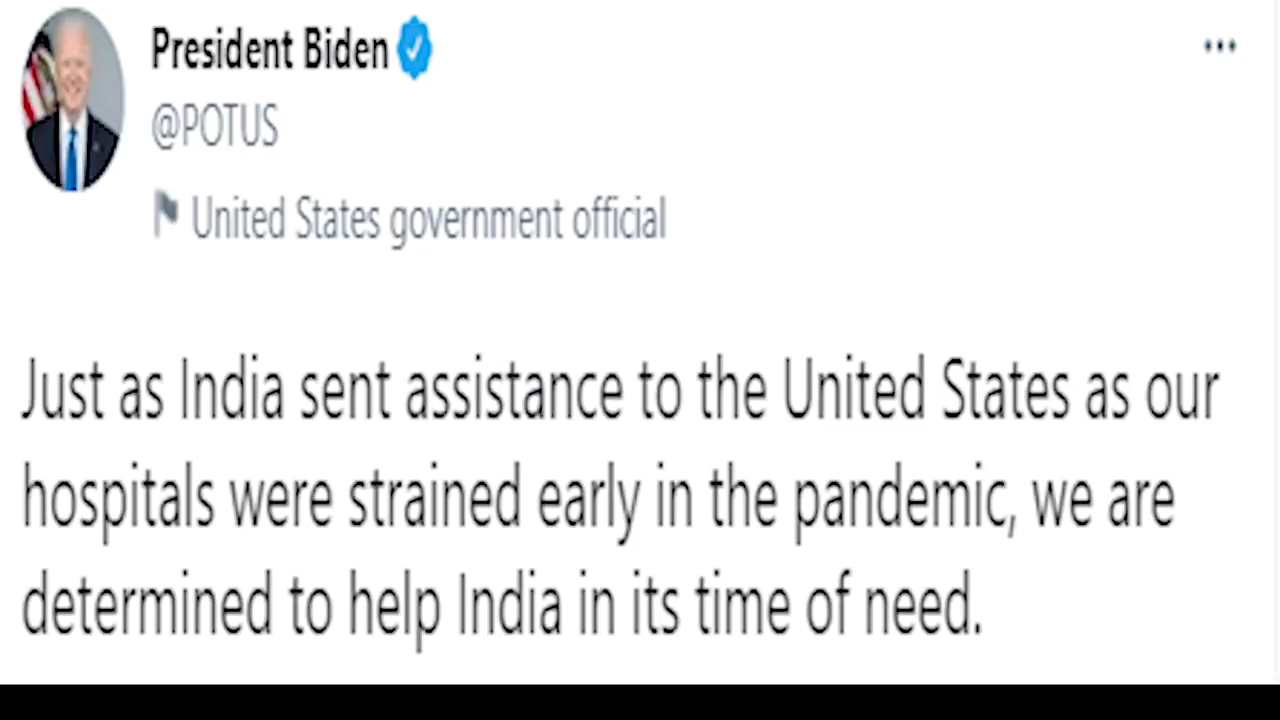 President Biden
@POTUS
United States government official
Just as India sent assistance to the United States as our
hospitals were strained early in the pandemic, we are
determined to help India in its time of need.